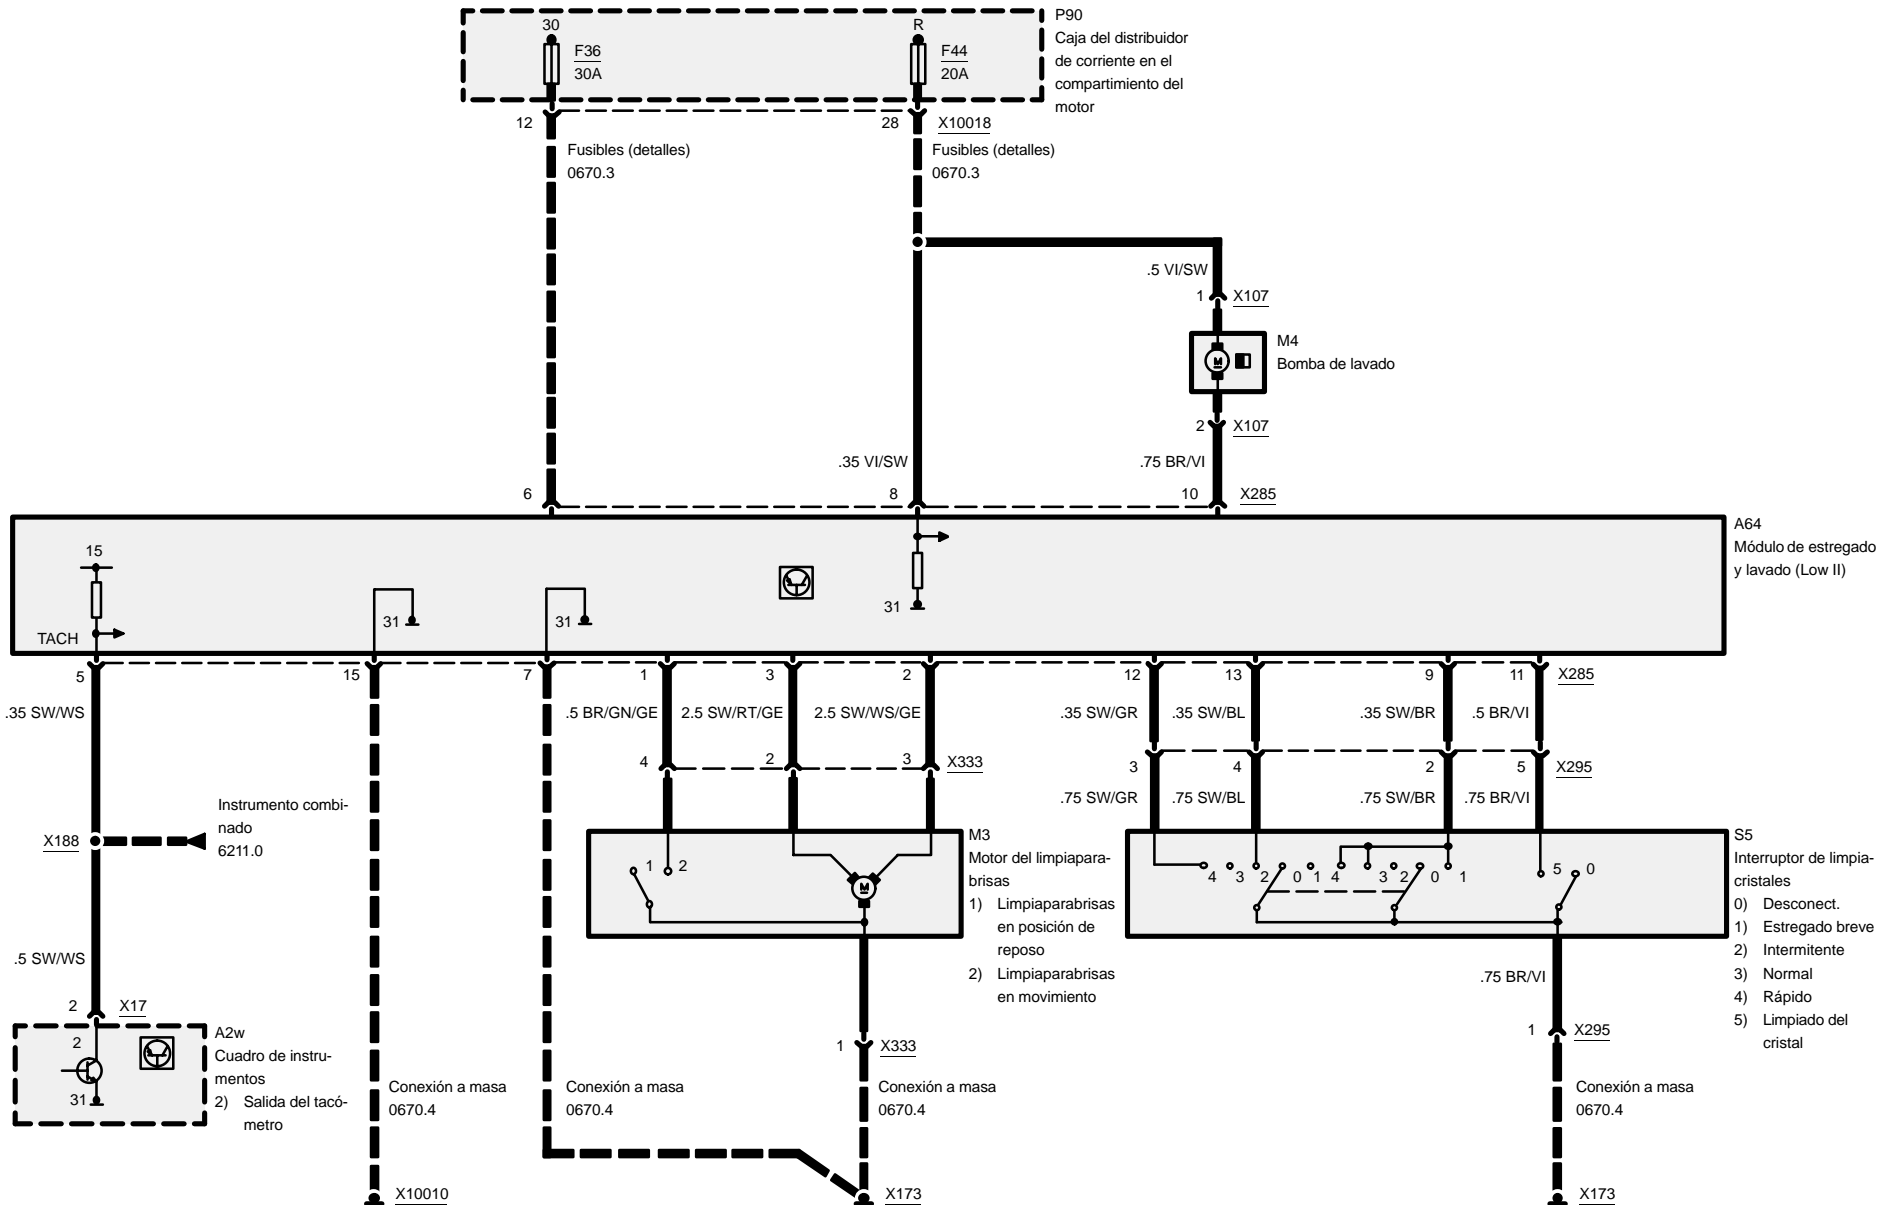 30
R
P90
Caja del distribuidor
de corriente en el
compartimiento del
motor
F36
30A
F44
20A
12
28
X10018
Fusibles (detalles)
0670.3
Fusibles (detalles)
0670.3
.5 VI/SW
1
X107
M4
Bomba de lavado
M
2
X107
.35 VI/SW
.75 BR/VI
6
8
10
X285
A64
Módulo de estregado
y lavado (Low II)
15
31
31
31
TACH
5
15
7
1
3
2
12
13
9
11
X285
.35 SW/WS
.5 BR/GN/GE
2.5 SW/RT/GE
2.5 SW/WS/GE
.35 SW/GR
.35 SW/BL
.35 SW/BR
.5 BR/VI
4
2
3
X333
3
4
2
5
X295
.75 SW/GR
.75 SW/BL
.75 SW/BR
.75 BR/VI
Instrumento combi-
nado
6211.0
X188
M3
Motor del limpiapara-
brisas
1) Limpiaparabrisas
en posición de
reposo
2) Limpiaparabrisas
en movimiento
1
2
M
S5
Interruptor de limpia-
cristales
0) Desconect.
1) Estregado breve
2) Intermitente
3) Normal
4) Rápido
5) Limpiado del
cristal
4 3 2 0 1 4 3 2 0 1
5 0
.5 SW/WS
.75 BR/VI
2
X17
A2w
Cuadro de instru-
mentos
2) Salida del tacó-
metro
2
31
1
X333
1
X295
Conexión a masa
0670.4
Conexión a masa
0670.4
Conexión a masa
0670.4
Conexión a masa
0670.4
X10010
X173
X173